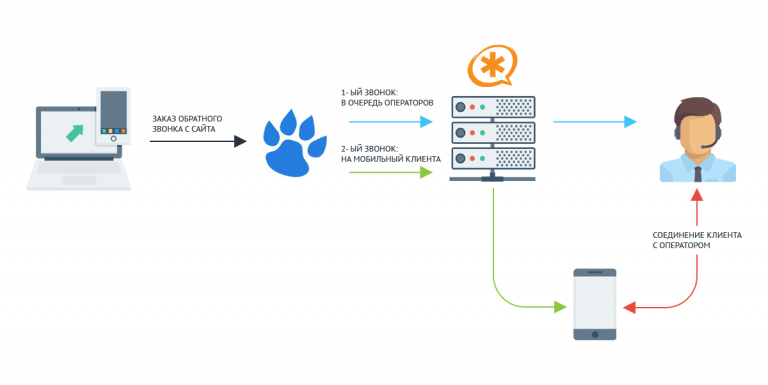 ЗАКАЗ ОБРАТНОГО
ЗВОНКА С САЙТА
1- ЫЙ ЗВОНОК:
В ОЧЕРЕДЬ ОПЕРАТОРОВ
2- ЫЙ ЗВОНОК:
НА МОБИЛЬНЫЙ КЛИЕНТА
СОЕДИНЕНИЕ КЛИЕНТА
С ОПЕРАТОРОМ